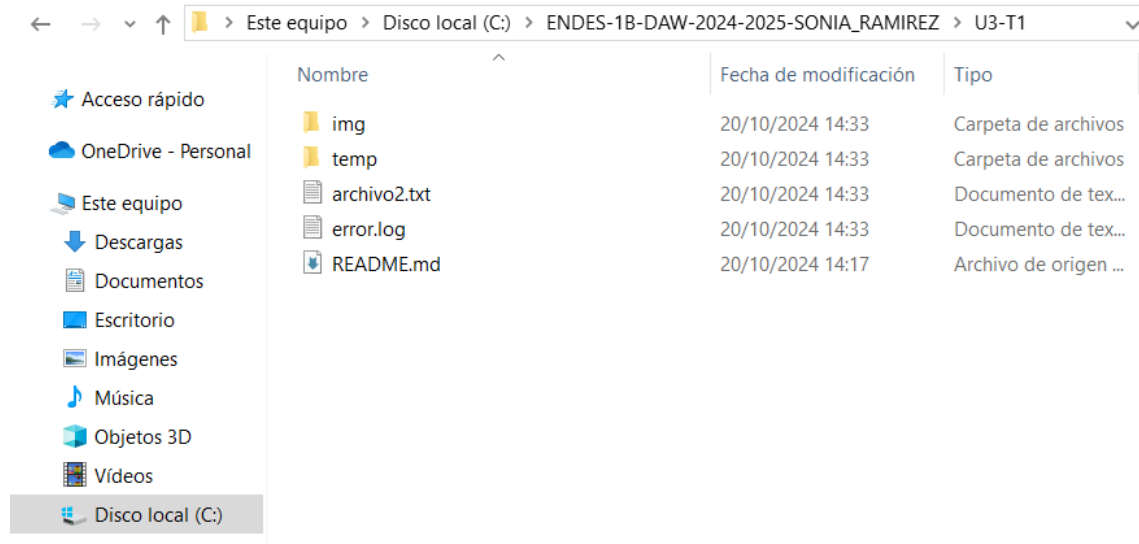 Este equipo > Disco local (C:) > ENDES-1B-DAW-2024-2025-SONIA_RAMIREZ > U3-T1
Acceso rápido
OneDrive - Personal
Este equipo
Descargas
Documentos
Escritorio
Imágenes
Música
Objetos 3D
Vídeos
Disco local (C:)
Nombre Fecha de modificación Tipo
img 20/10/2024 14:33 Carpeta de archivos
temp 20/10/2024 14:33 Carpeta de archivos
archivo2.txt 20/10/2024 14:33 Documento de tex...
error.log 20/10/2024 14:33 Documento de tex...
README.md 20/10/2024 14:17 Archivo de origen ...